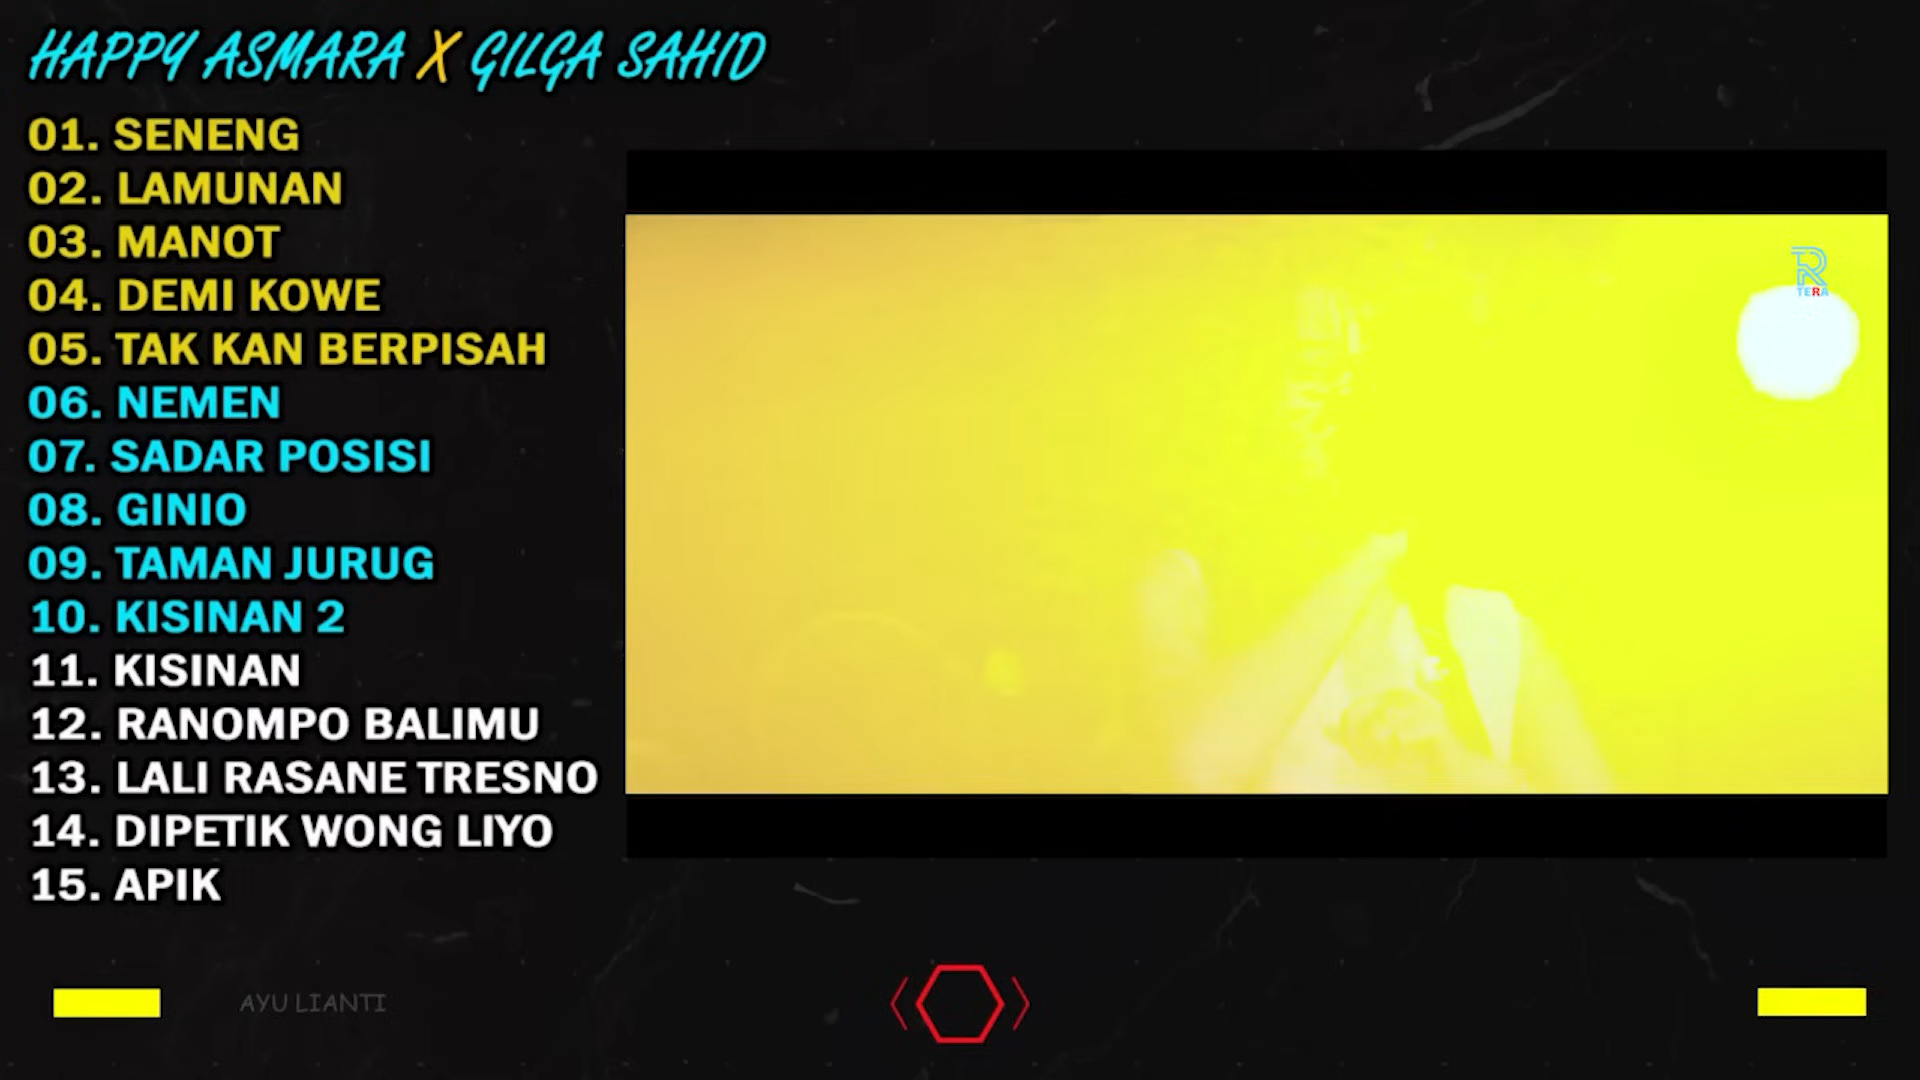 HAPPY ASMARA X GILGA SAHID
01. SENENG
02. LAMUNAN
03. MANOT
04. DEMI KOWE
05. TAK KAN BERPISAH
06. NEMEN
07. SADAR POSISI
08. GINIO
09. TAMAN JURUG
10. KISINAN 2
11. KISINAN
12. RANOMPO BALIMU
13. LALI RASANE TRESNO
14. DIPETIK WONG LIYO
15. APIK
R
TERA
AYU LIANTI